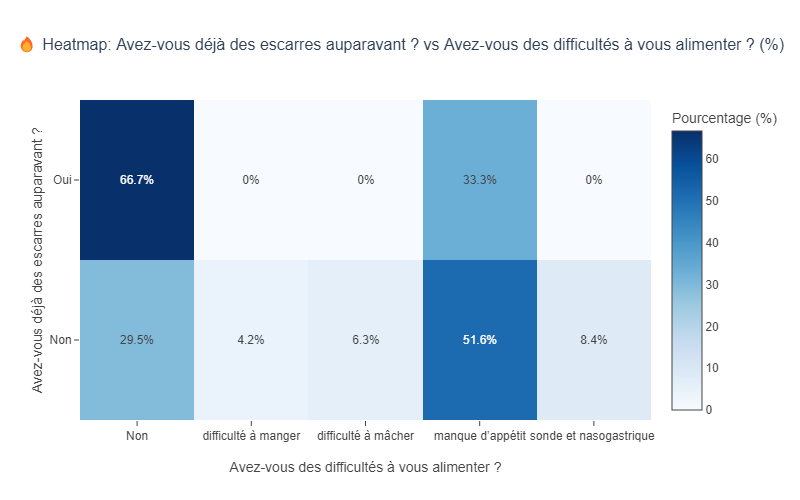 🔥 Heatmap: Avez-vous déjà des escarres auparavant ? vs Avez-vous des difficultés à vous alimenter ? (%)
Pourcentage (%)
Avez-vous déjà des escarres auparavant ?
Oui
66.7%
0%
0%
33.3%
0%
Non
29.5%
4.2%
6.3%
51.6%
8.4%
60
50
40
30
20
10
0
Non
difficulté à manger
difficulté à mâcher
manque d'appétit
sonde et nasogastrique
Avez-vous des difficultés à vous alimenter ?